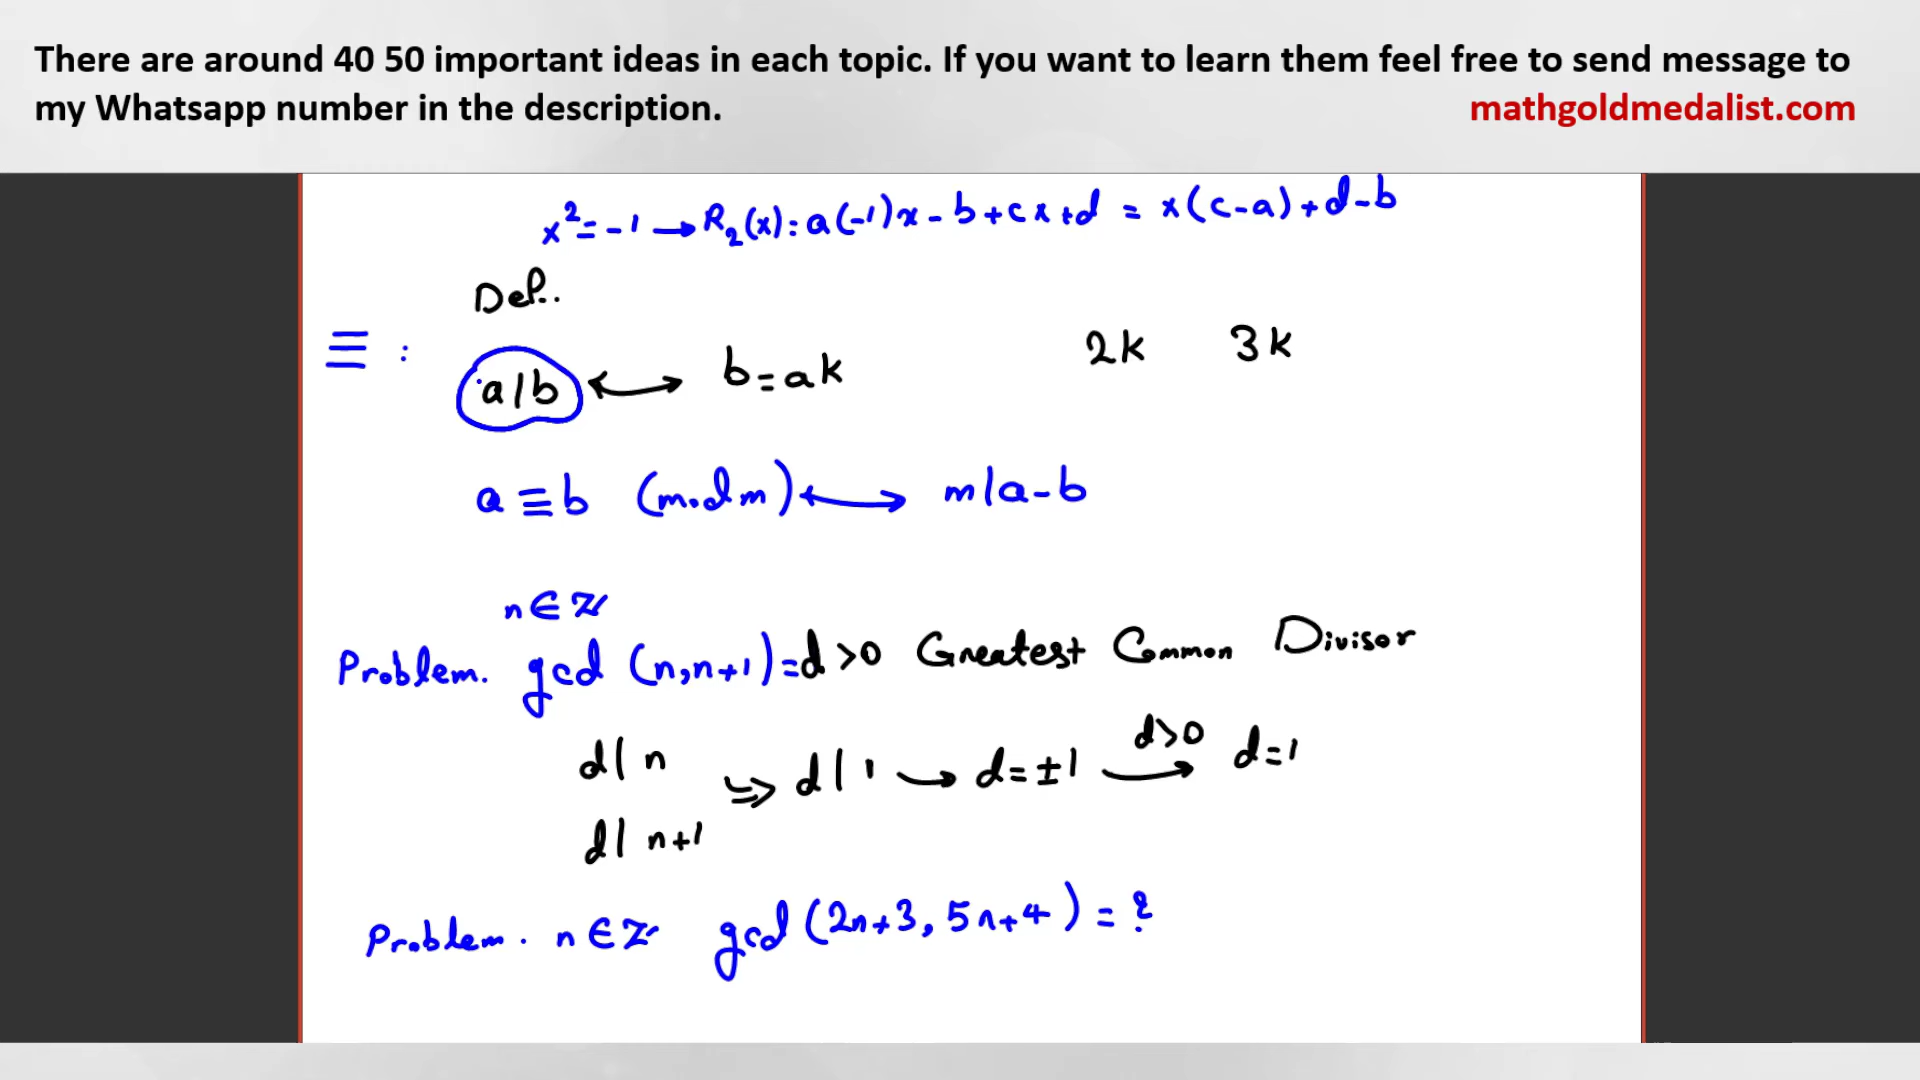 There are around 40 50 important ideas in each topic. If you want to learn them feel free to send message to
my Whatsapp number in the description. mathgoldmedalist.com
x²=-1 → R₂(x): a(-1)x-b+cx+d = x(c-a)+d-b
Def..
≡ : a|b ↔ b=ak 2k 3k
a≡b (mod m) ↔ m|a-b
n∈ℤ
Problem. gcd (n,n+1)=d>0 Greatest Common Divisor
d|n ⇒ d|1 → d=±1 →(d>0) d=1
d|n+1
Problem. n∈ℤ gcd(2n+3, 5n+4)=?